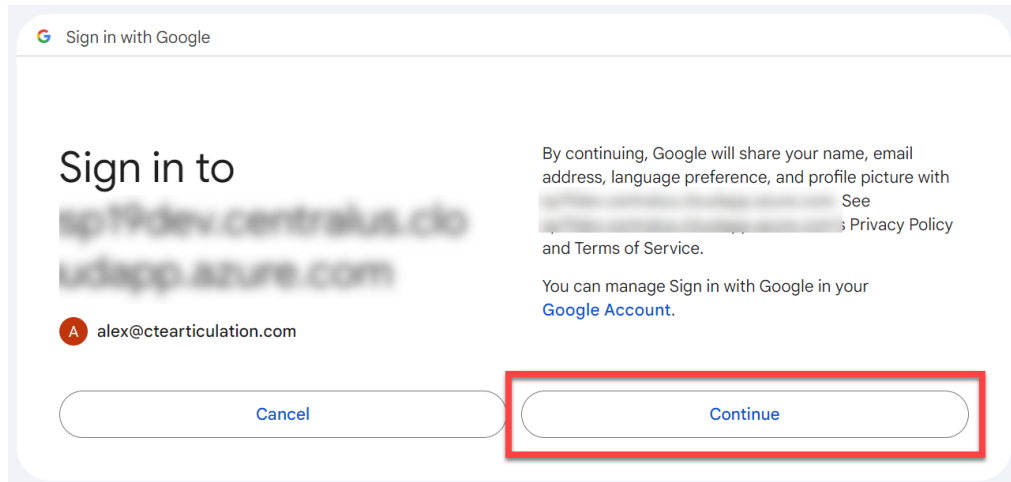 Sign in with Google
Sign in to
A alex@ctearticulation.com
By continuing, Google will share your name, email
address, language preference, and profile picture with
See
s Privacy Policy
and Terms of Service.
You can manage Sign in with Google in your
Google Account.
Cancel
Continue